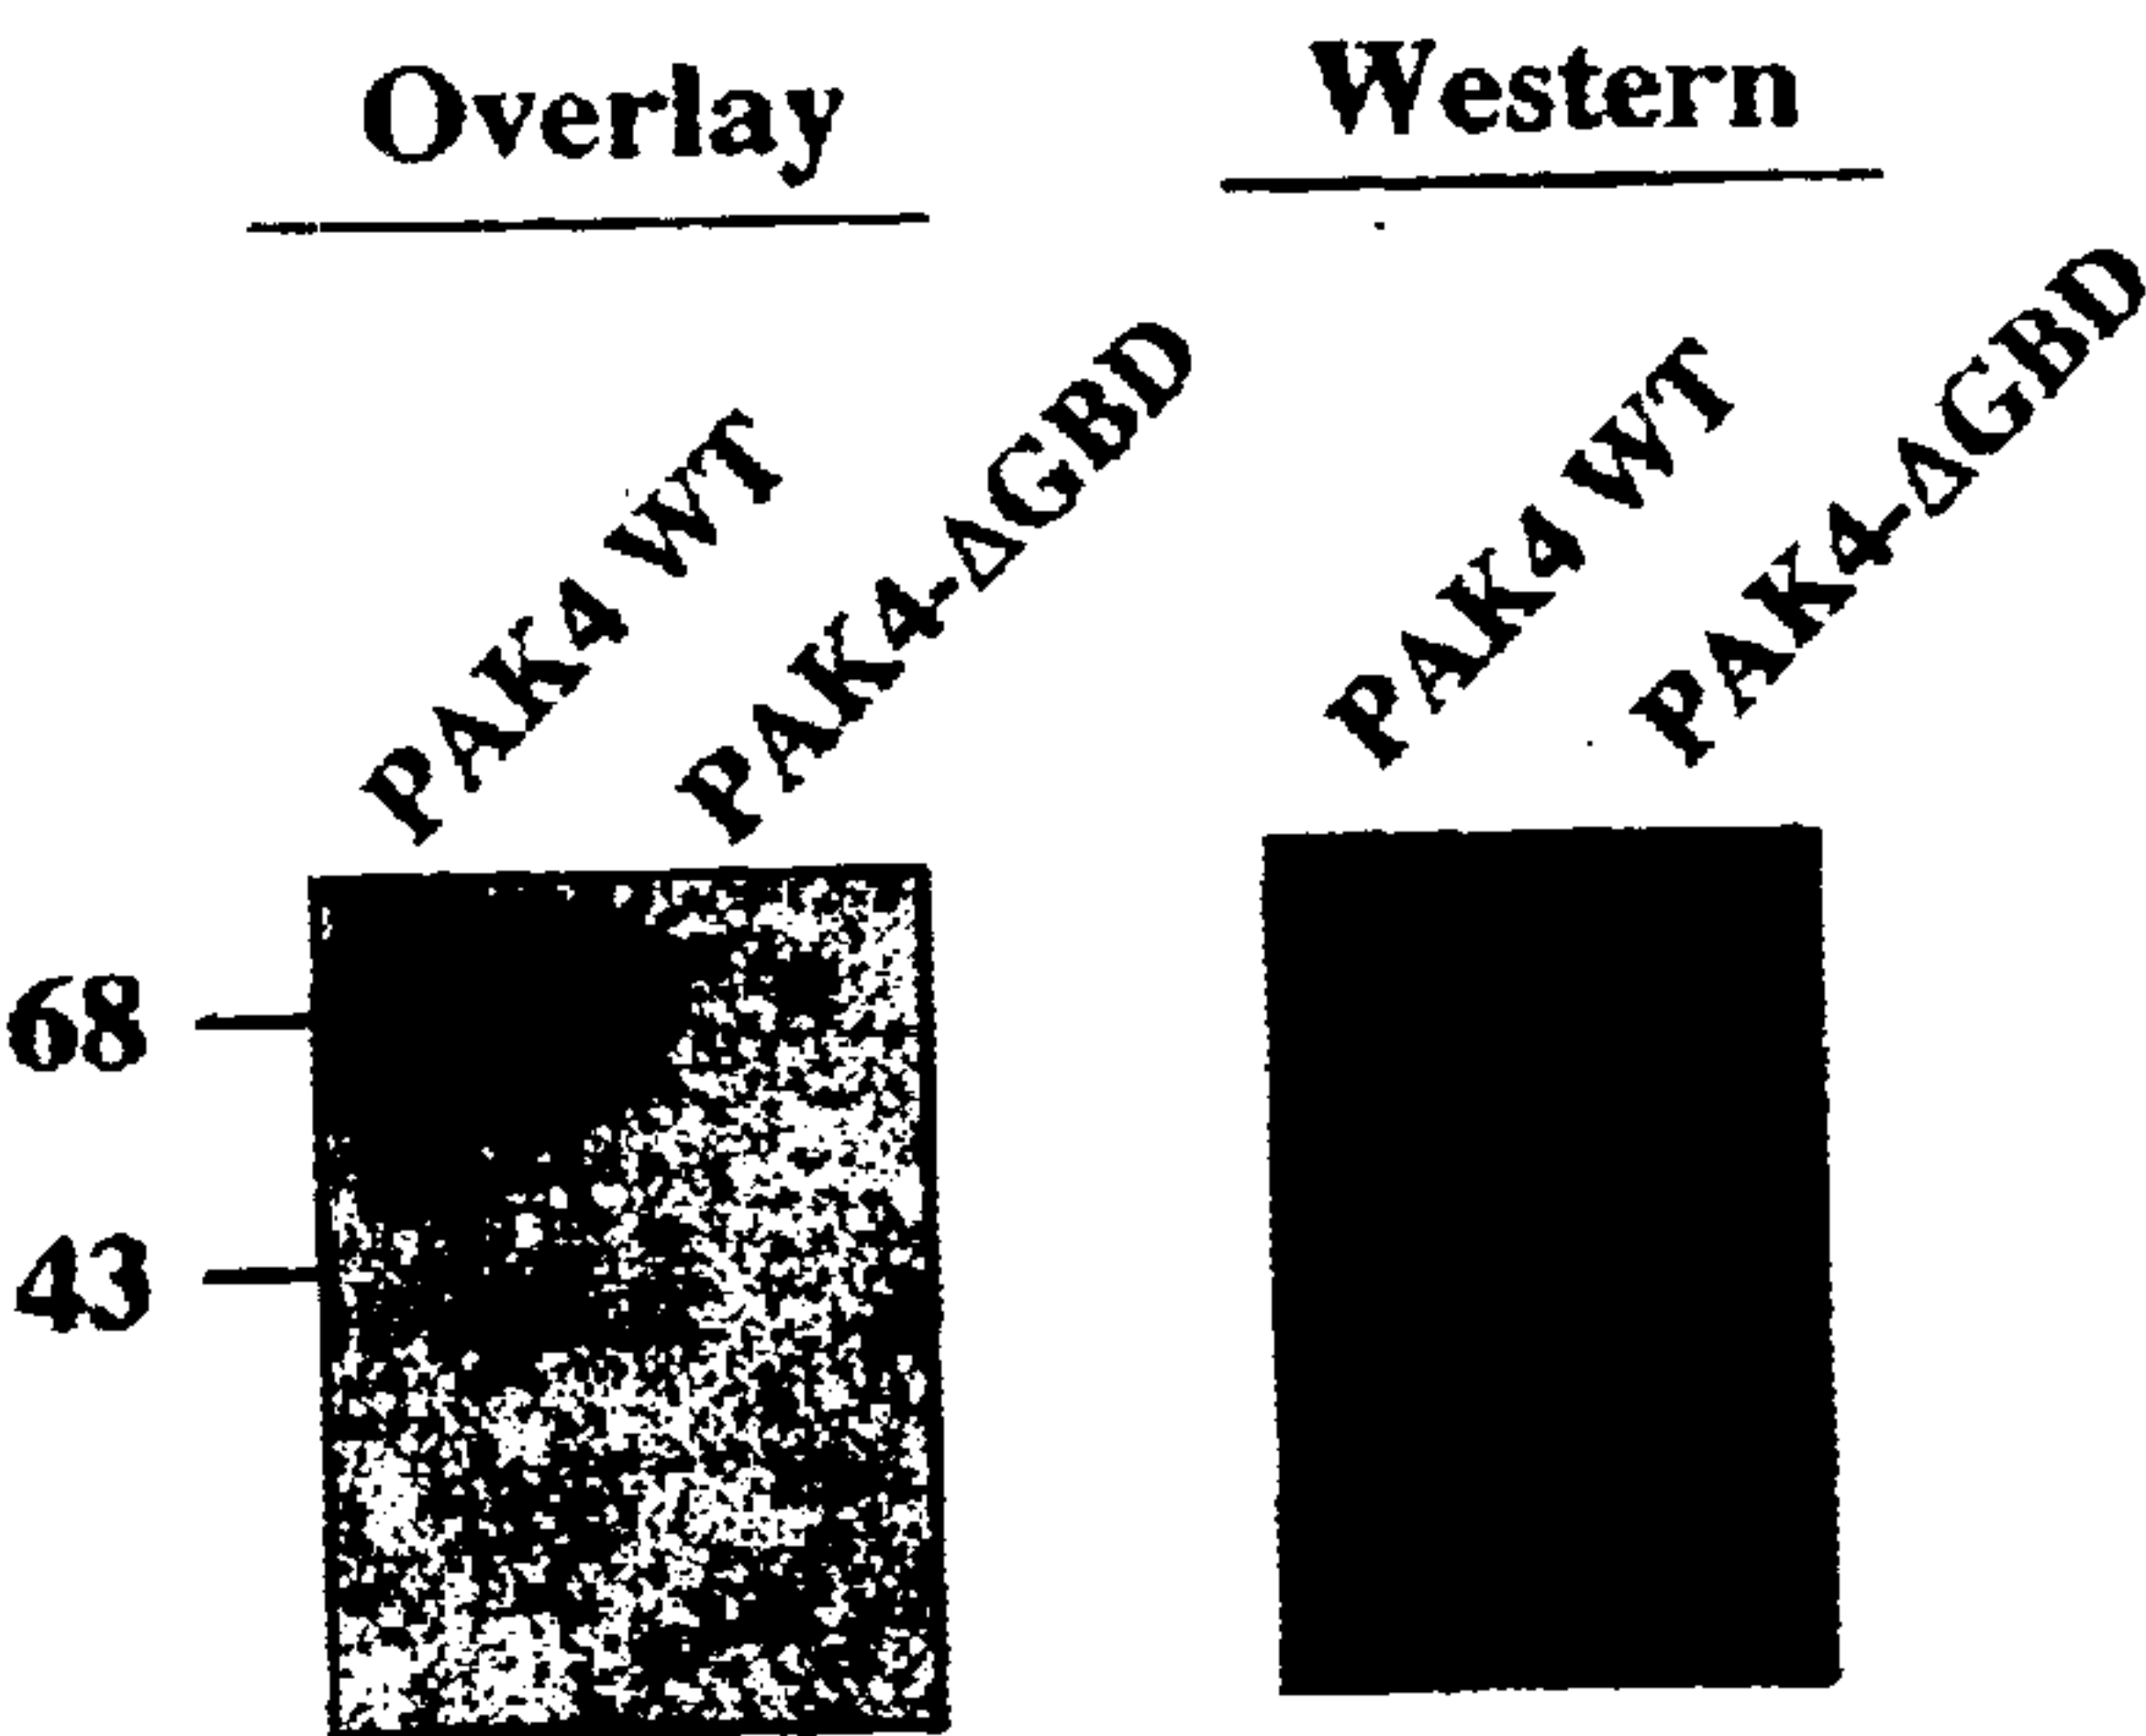 Overlay
Western
PAK4 WT
PAK4-ΔGBD
PAK4 WT
PAK4-ΔGBD
68
43